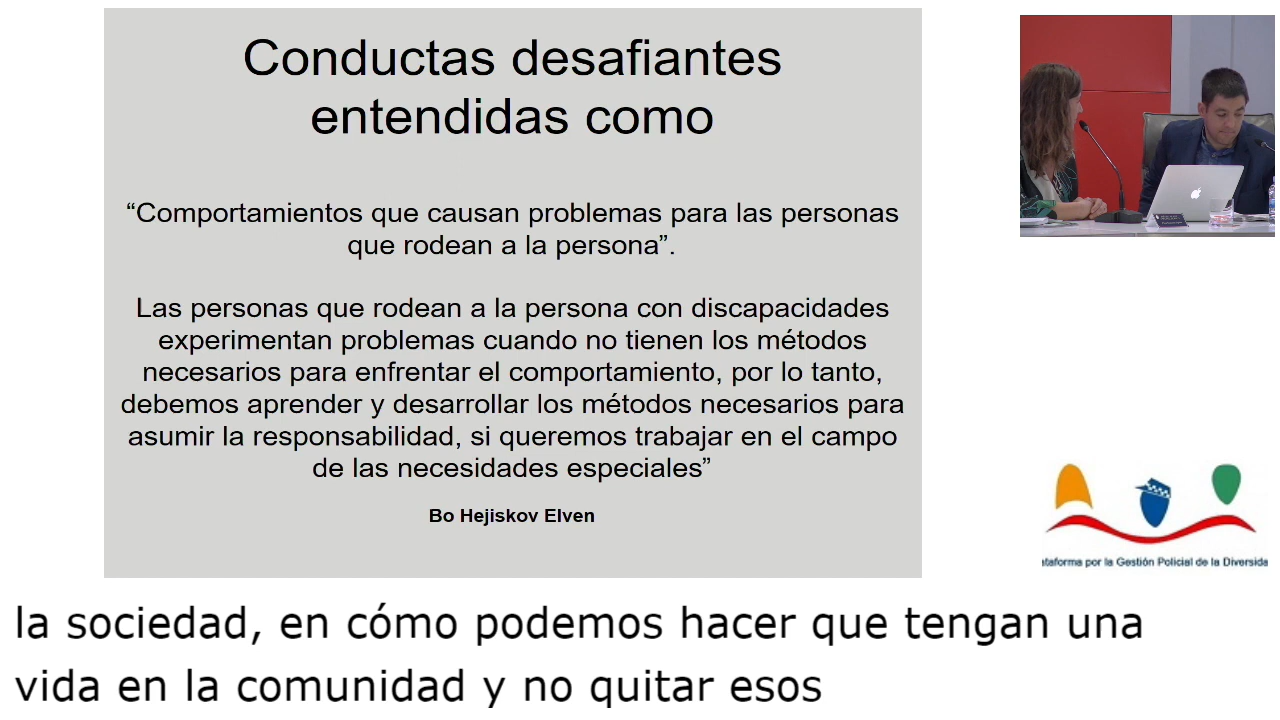 Conductas desafiantes
entendidas como
“Comportamientos que causan problemas para las personas
que rodean a la persona”.
Las personas que rodean a la persona con discapacidades
experimentan problemas cuando no tienen los métodos
necesarios para enfrentar el comportamiento, por lo tanto,
debemos aprender y desarrollar los métodos necesarios para
asumir la responsabilidad, si queremos trabajar en el campo
de las necesidades especiales”
Bo Hejiskov Elven
ataforma por la Gestión Policial de la Diversida
la sociedad, en cómo podemos hacer que tengan una
vida en la comunidad y no quitar esos